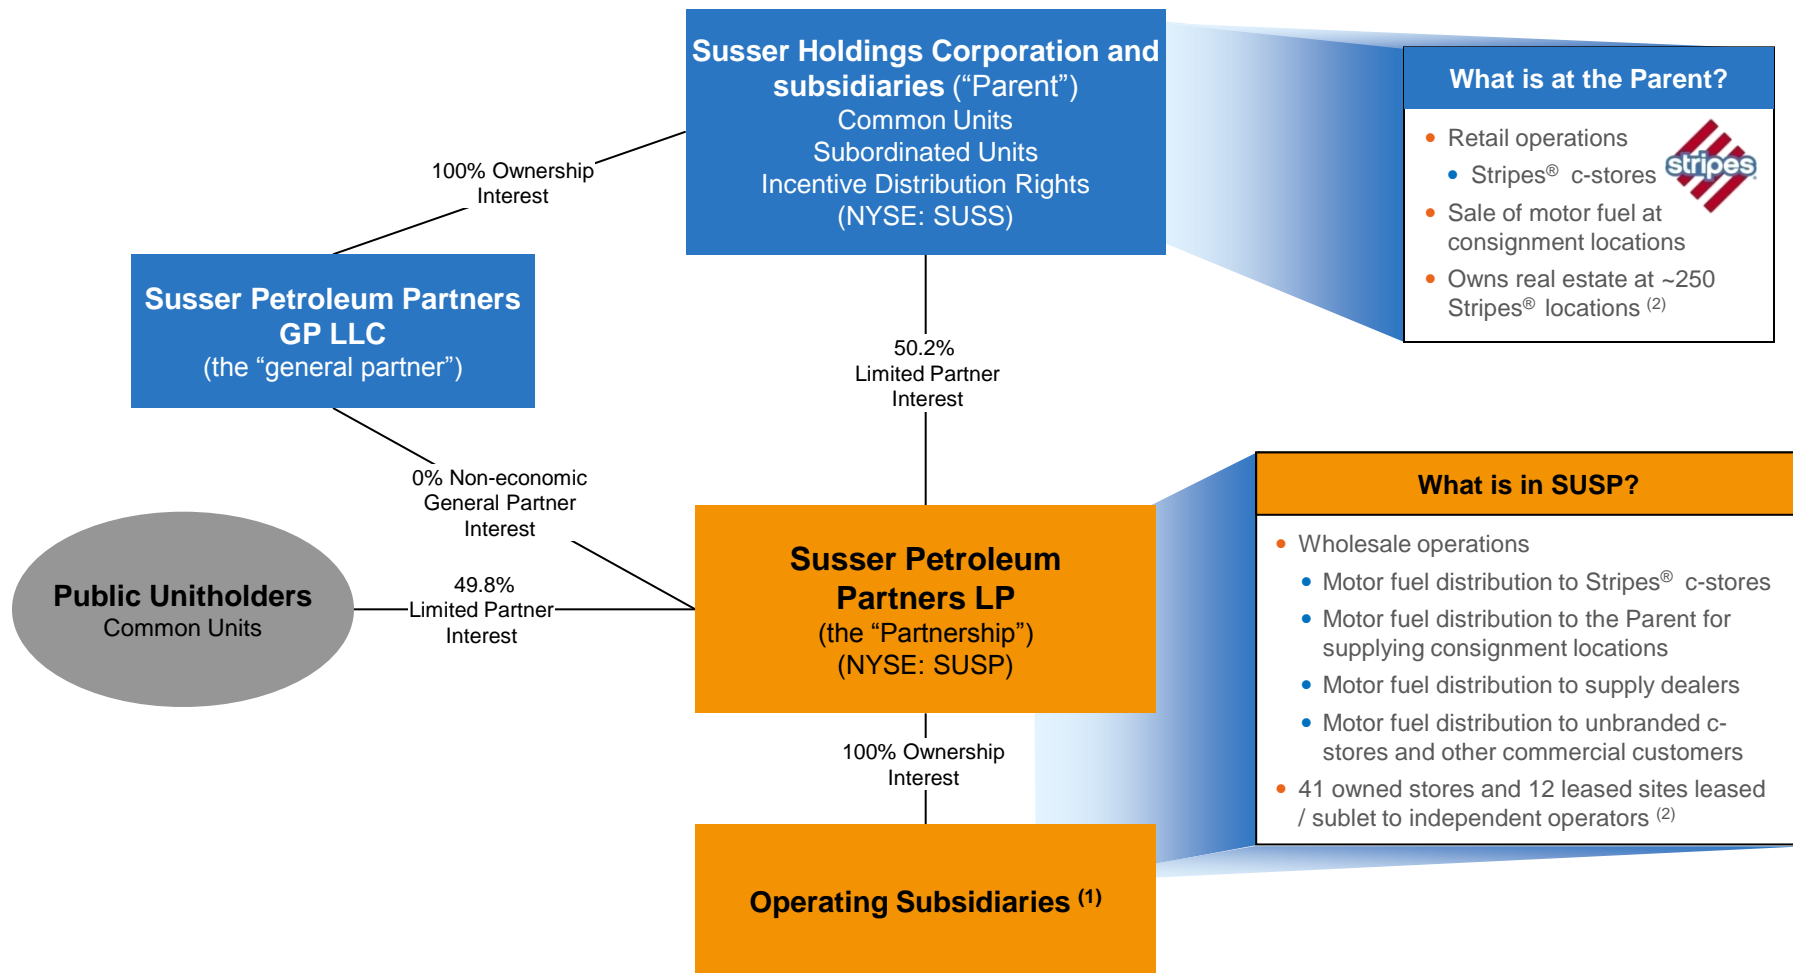 Susser Holdings Corporation and
subsidiaries (“Parent”)
Common Units
Subordinated Units
Incentive Distribution Rights
(NYSE: SUSS)
What is at the Parent?
• Retail operations
• Stripes® c-stores
stripes
• Sale of motor fuel at
consignment locations
• Owns real estate at ~250
Stripes® locations (2)
100% Ownership
Interest
Susser Petroleum Partners
GP LLC
(the “general partner”)
50.2%
Limited Partner
Interest
0% Non-economic
General Partner
Interest
Public Unitholders
Common Units
49.8%
Limited Partner
Interest
Susser Petroleum
Partners LP
(the “Partnership”)
(NYSE: SUSP)
What is in SUSP?
• Wholesale operations
• Motor fuel distribution to Stripes® c-stores
• Motor fuel distribution to the Parent for
supplying consignment locations
• Motor fuel distribution to supply dealers
• Motor fuel distribution to unbranded c-
stores and other commercial customers
• 41 owned stores and 12 leased sites leased
/ sublet to independent operators (2)
100% Ownership
Interest
Operating Subsidiaries (1)